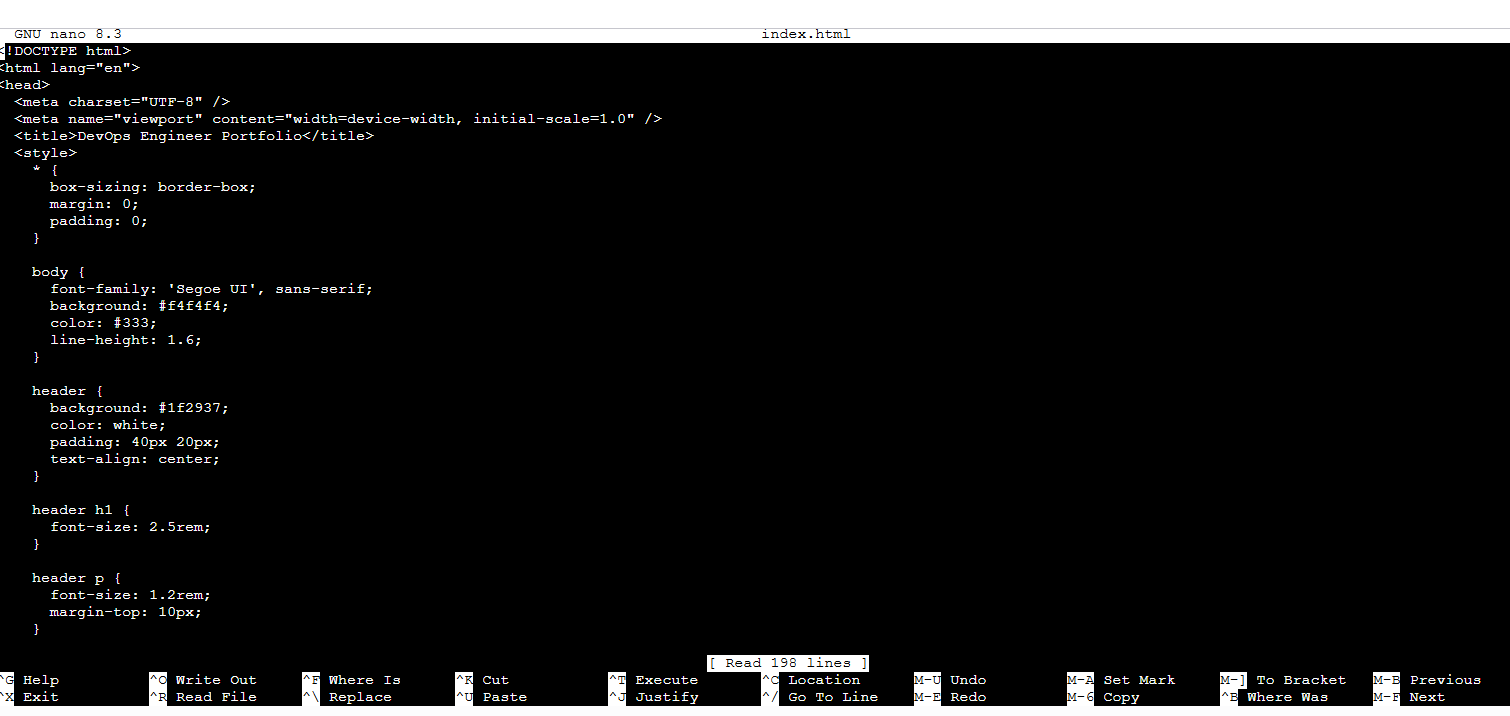 GNU nano 8.3 index.html
<!DOCTYPE html>
<html lang="en">
<head>
  <meta charset="UTF-8" />
  <meta name="viewport" content="width=device-width, initial-scale=1.0" />
  <title>DevOps Engineer Portfolio</title>
  <style>
    * {
      box-sizing: border-box;
      margin: 0;
      padding: 0;
    }

    body {
      font-family: 'Segoe UI', sans-serif;
      background: #f4f4f4;
      color: #333;
      line-height: 1.6;
    }

    header {
      background: #1f2937;
      color: white;
      padding: 40px 20px;
      text-align: center;
    }

    header h1 {
      font-size: 2.5rem;
    }

    header p {
      font-size: 1.2rem;
      margin-top: 10px;
    }

[ Read 198 lines ]
^G Help ^O Write Out ^F Where Is ^K Cut ^T Execute ^C Location M-U Undo M-A Set Mark M-] To Bracket M-B Previous
^X Exit ^R Read File ^\ Replace ^U Paste ^J Justify ^/ Go To Line M-E Redo M-6 Copy ^B Where Was M-F Next